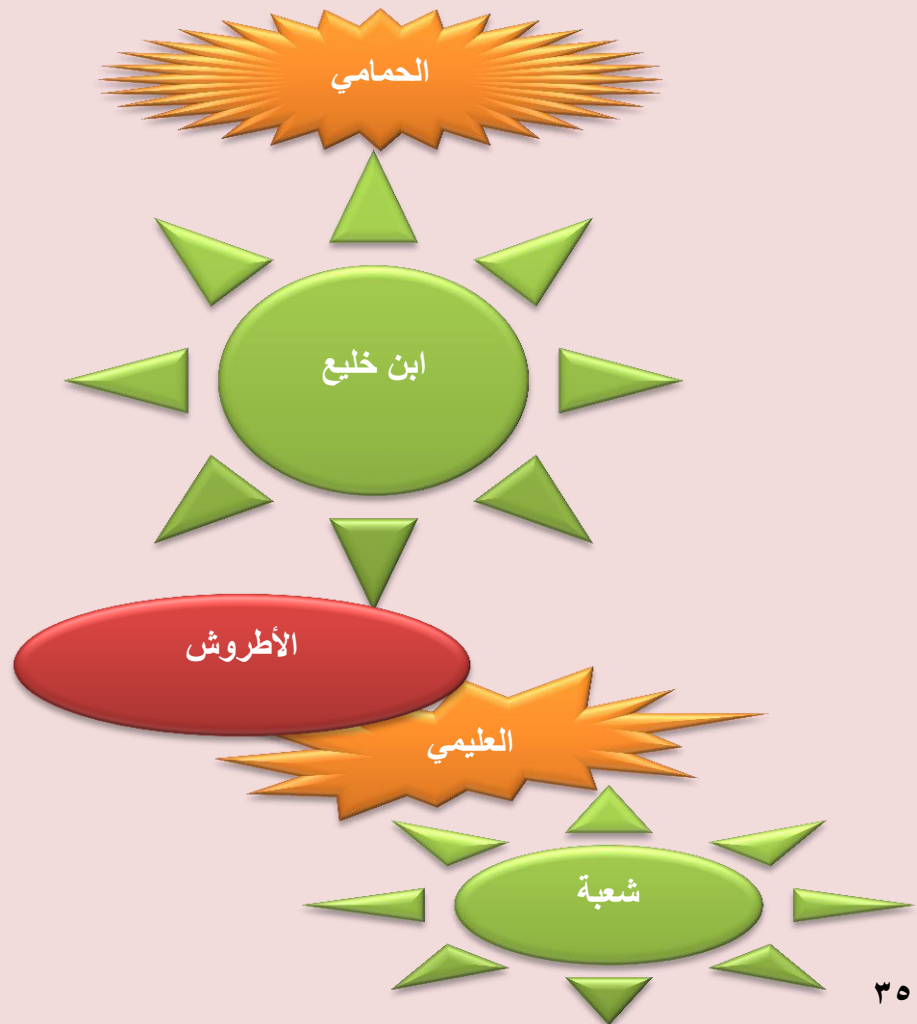 الحمامي
ابن خليع
الأطروش
العليمي
شعبة
٣٥